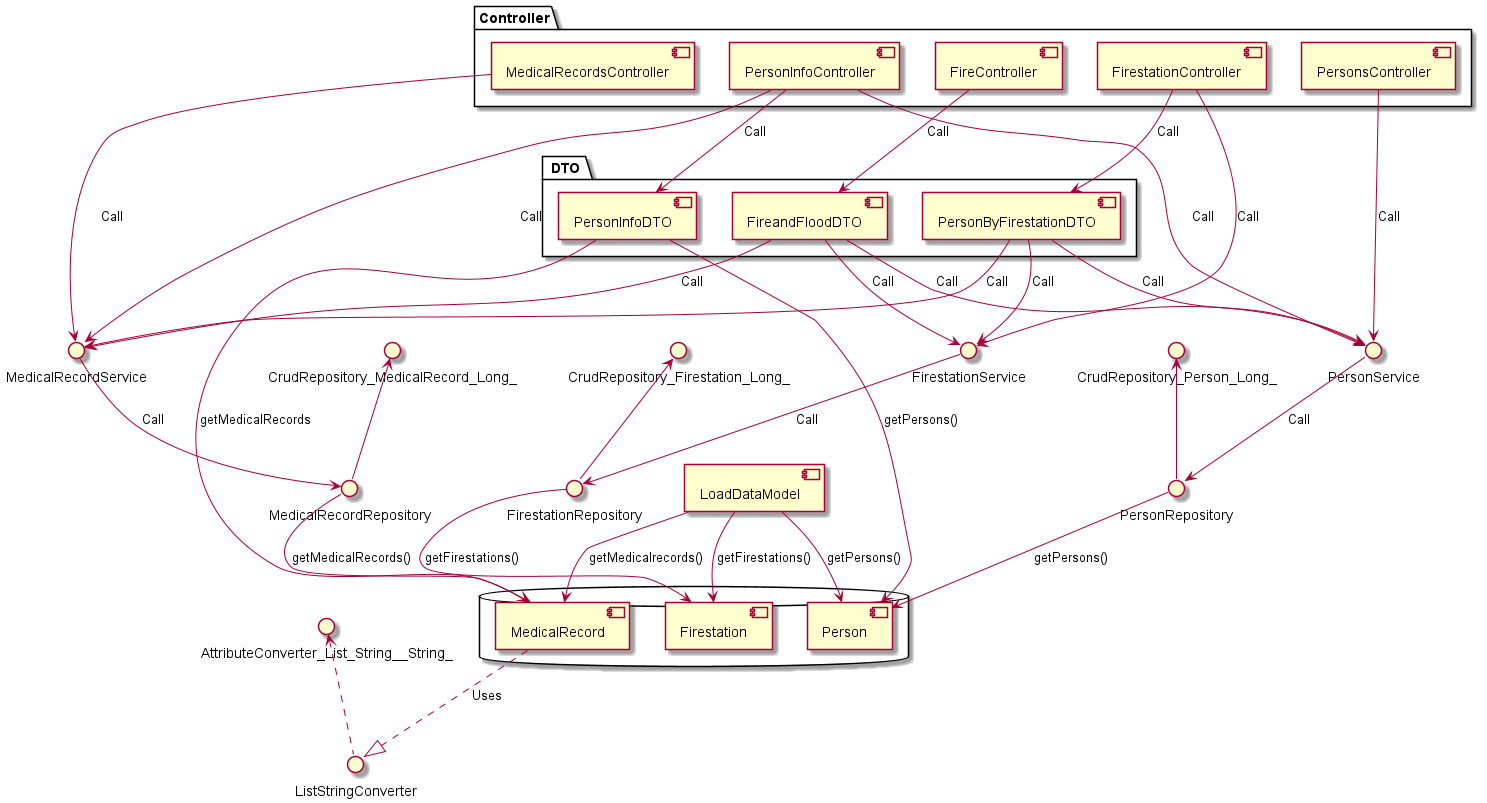 Controller
MedicalRecordsController
PersonInfoController
FireController
FirestationController
PersonsController
Call
Call
Call
DTO
PersonInfoDTO
FireandFloodDTO
PersonByFirestationDTO
Call
Call
Call
Call
Call
Call
Call
Call
Call
Call
Call
MedicalRecordService
CrudRepository_MedicalRecord_Long_
CrudRepository_Firestation_Long_
FirestationService
CrudRepository_Person_Long_
PersonService
Call
getMedicalRecords
Call
getPersons()
Call
LoadDataModel
MedicalRecordRepository
FirestationRepository
PersonRepository
getMedicalRecords()
getFirestations()
getMedicalrecords()
getFirestations()
getPersons()
getPersons()
MedicalRecord
Firestation
Person
AttributeConverter_List_String__String_
Uses
ListStringConverter